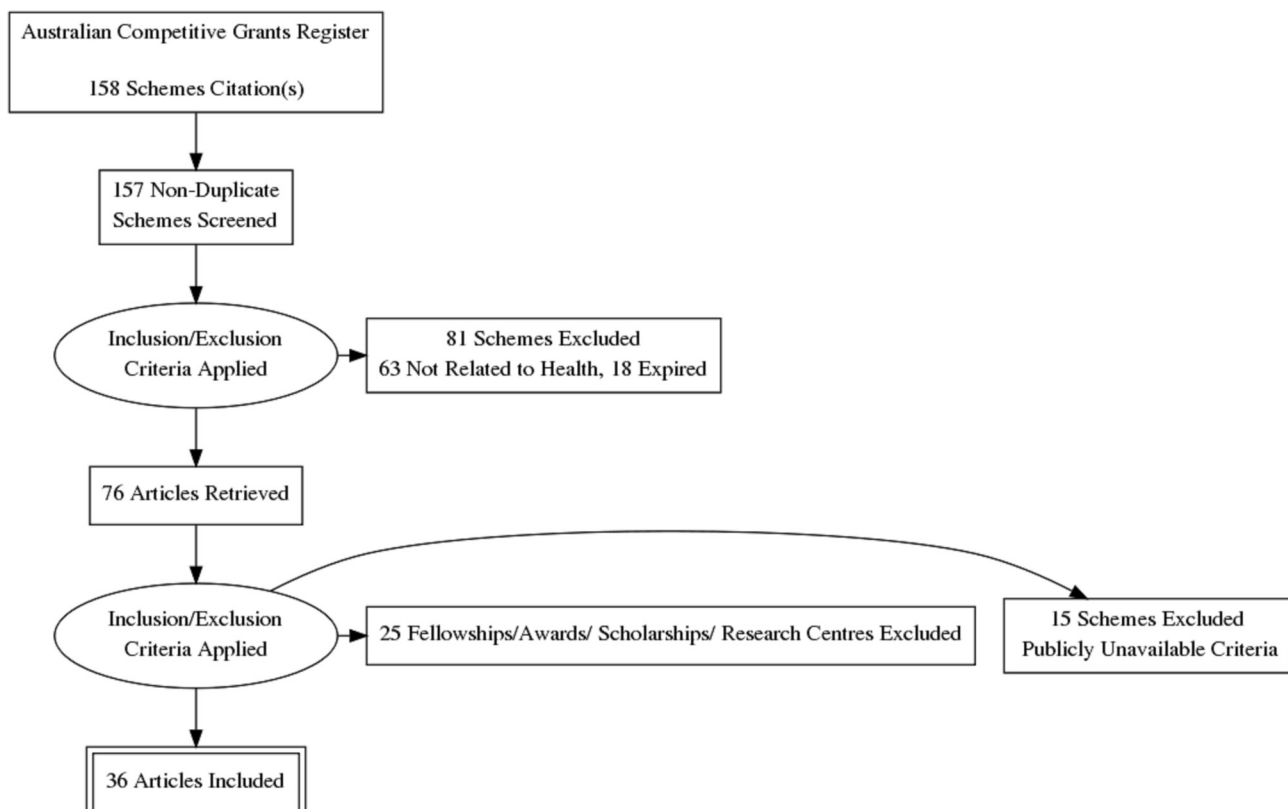 Australian Competitive Grants Register
158 Schemes Citation(s)
157 Non-Duplicate
Schemes Screened
Inclusion/Exclusion
Criteria Applied
81 Schemes Excluded
63 Not Related to Health, 18 Expired
76 Articles Retrieved
Inclusion/Exclusion
Criteria Applied
25 Fellowships/Awards/ Scholarships/ Research Centres Excluded
15 Schemes Excluded
Publicly Unavailable Criteria
36 Articles Included